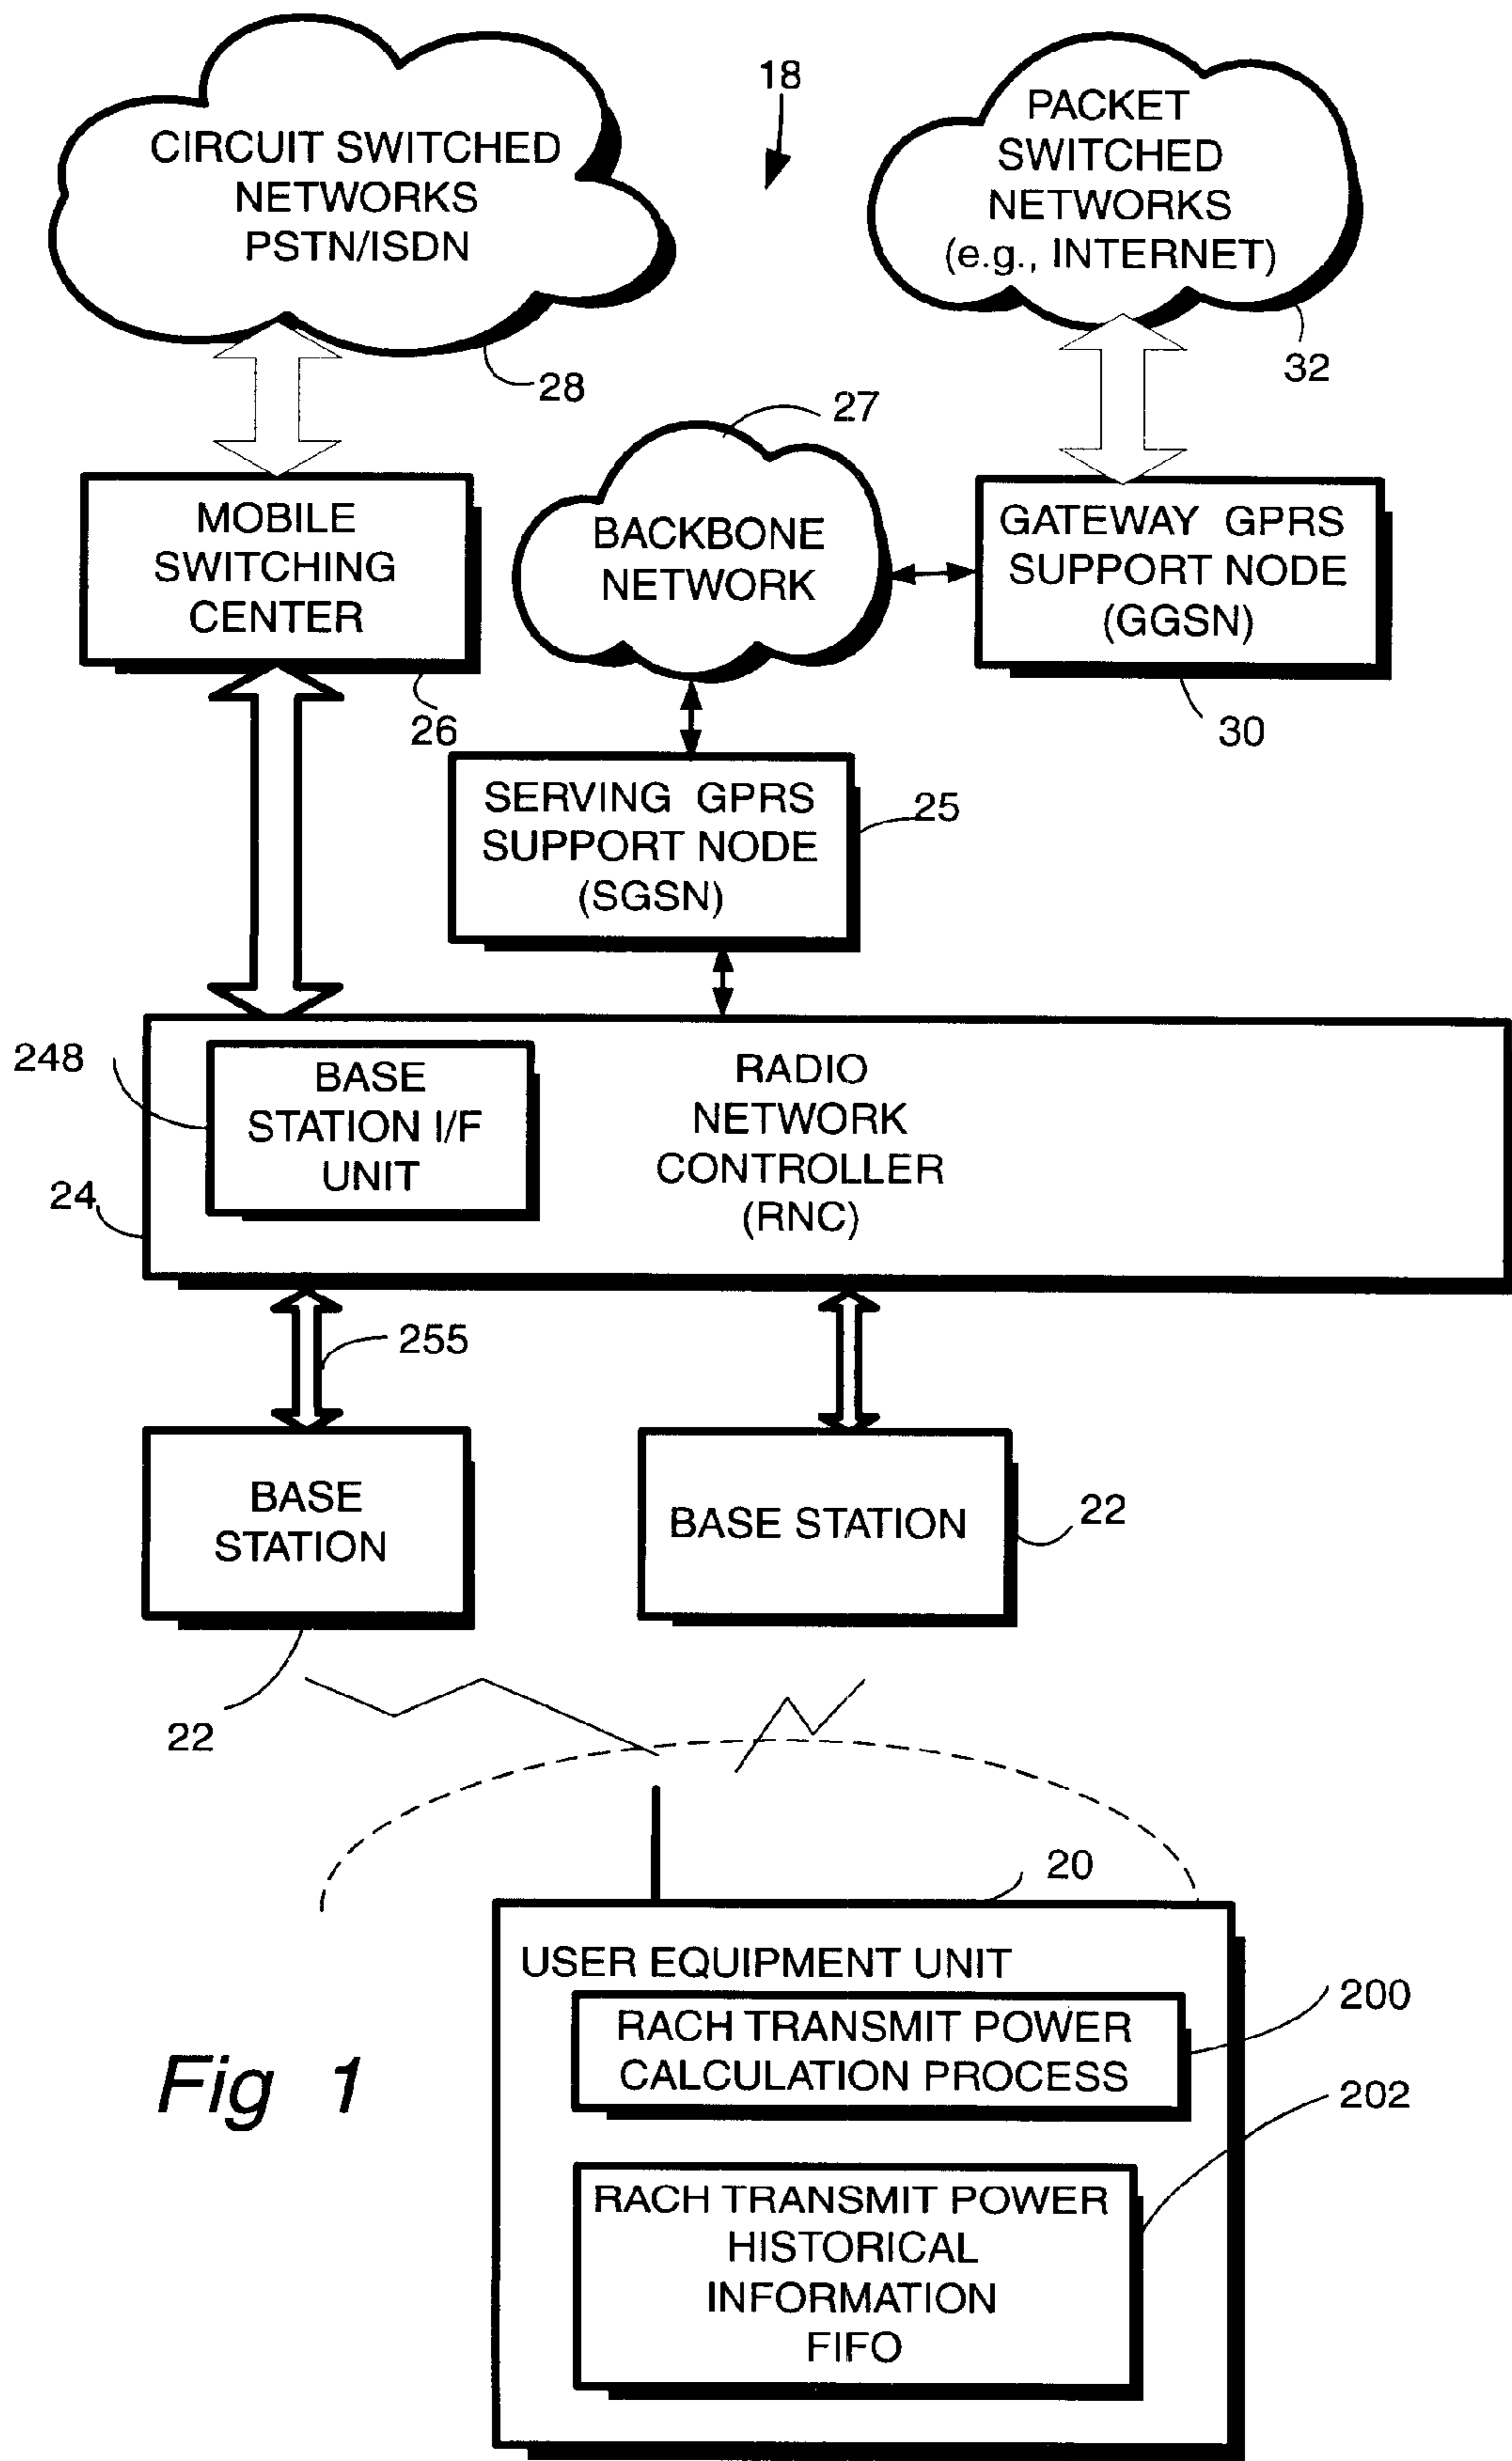 18
CIRCUIT SWITCHED
NETWORKS
PSTN/ISDN
28
PACKET
SWITCHED
NETWORKS
(e.g., INTERNET)
32
27
MOBILE
SWITCHING
CENTER
26
BACKBONE
NETWORK
GATEWAY GPRS
SUPPORT NODE
(GGSN)
30
SERVING GPRS
SUPPORT NODE
(SGSN)
25
248
BASE
STATION I/F
UNIT
24
RADIO
NETWORK
CONTROLLER
(RNC)
255
BASE
STATION
22
BASE STATION
22
20
USER EQUIPMENT UNIT
RACH TRANSMIT POWER
CALCULATION PROCESS
200
RACH TRANSMIT POWER
HISTORICAL
INFORMATION
FIFO
202
Fig 1